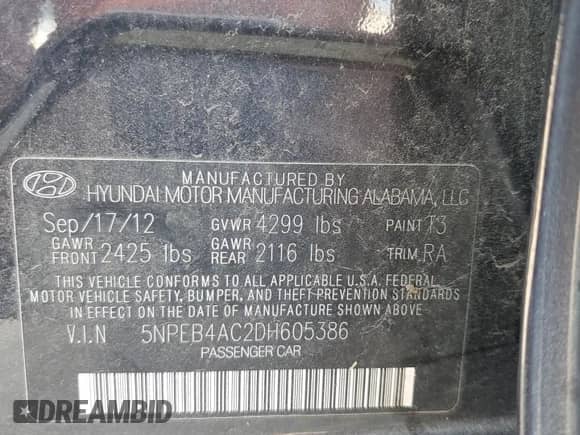 MANUFACTURED BY
HYUNDAI MOTOR MANUFACTURING ALABAMA, LLC
Sep/17/12 GVWR 4299 lbs PAINT T3
GAWR FRONT 2425 lbs GAWR REAR 2116 lbs TRIM RA
THIS VEHICLE CONFORMS TO ALL APPLICABLE U.S.A. FEDERAL
MOTOR VEHICLE SAFETY, BUMPER, AND THEFT PREVENTION STANDARDS
IN EFFECT ON THE DATE OF MANUFACTURE SHOWN ABOVE
V.I.N 5NPEB4AC2DH605386
PASSENGER CAR
DREAMBID